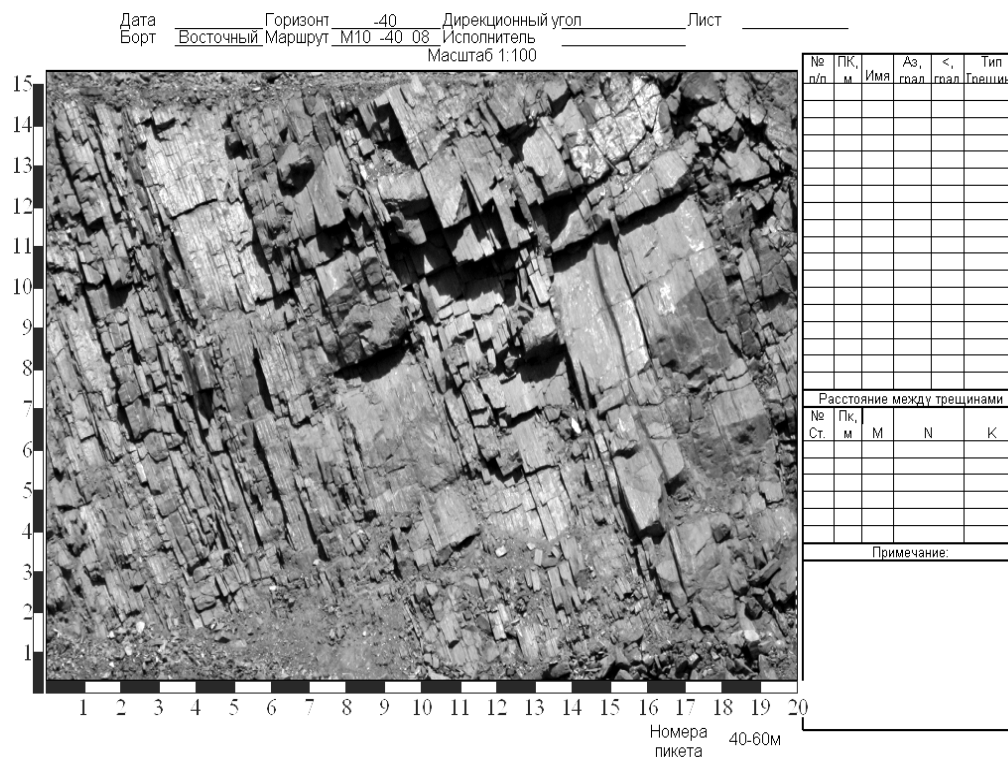 Дата Горизонт -40 Дирекционный угол Лист
Борт Восточный Маршрут М10 -40 08 Исполнитель
Масштаб 1:100
№ п/п ПК, м Имя Аз, град <, град Тип Трещин
15
14
13
12
11
10
9
8
7
6
5
4
3
2
1
Расстояние между трещинами
№ Ст. Пк, м М N К
Примечание:
1 2 3 4 5 6 7 8 9 10 11 12 13 14 15 16 17 18 19 20
Номера пикета 40-60м